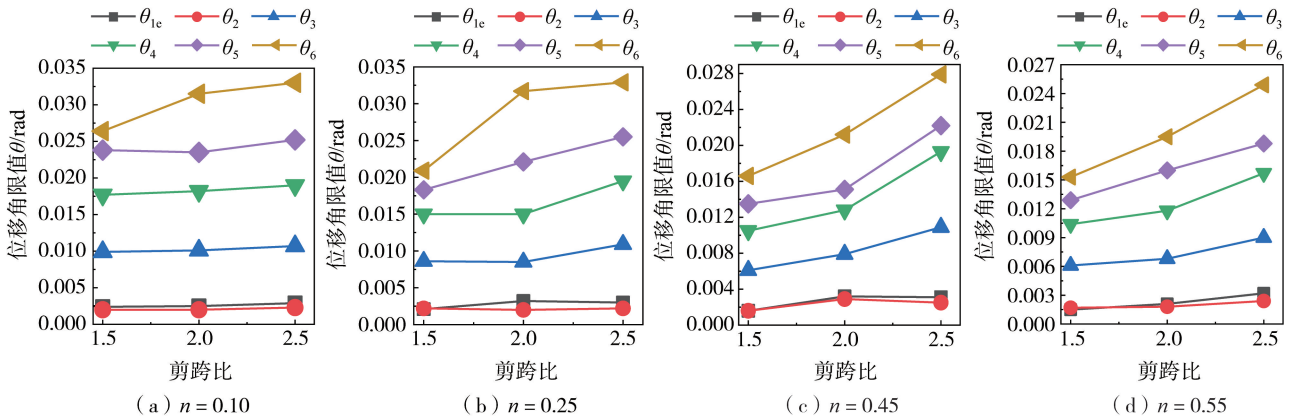 θ1e θ2 θ3
θ4 θ5 θ6
0.035
0.030
0.025
0.020
0.015
0.010
0.005
0.000
位移角限值θ/rad
1.5 2.0 2.5
剪跨比
（a）n = 0.10
θ1e θ2 θ3
θ4 θ5 θ6
0.035
0.030
0.025
0.020
0.015
0.010
0.005
0.000
位移角限值θ/rad
1.5 2.0 2.5
剪跨比
（b）n = 0.25
θ1e θ2 θ3
θ4 θ5 θ6
0.028
0.024
0.020
0.016
0.012
0.008
0.004
0.000
位移角限值θ/rad
1.5 2.0 2.5
剪跨比
（c）n = 0.45
θ1e θ2 θ3
θ4 θ5 θ6
0.027
0.024
0.021
0.018
0.015
0.012
0.009
0.006
0.003
0.000
位移角限值θ/rad
1.5 2.0 2.5
剪跨比
（d）n = 0.55